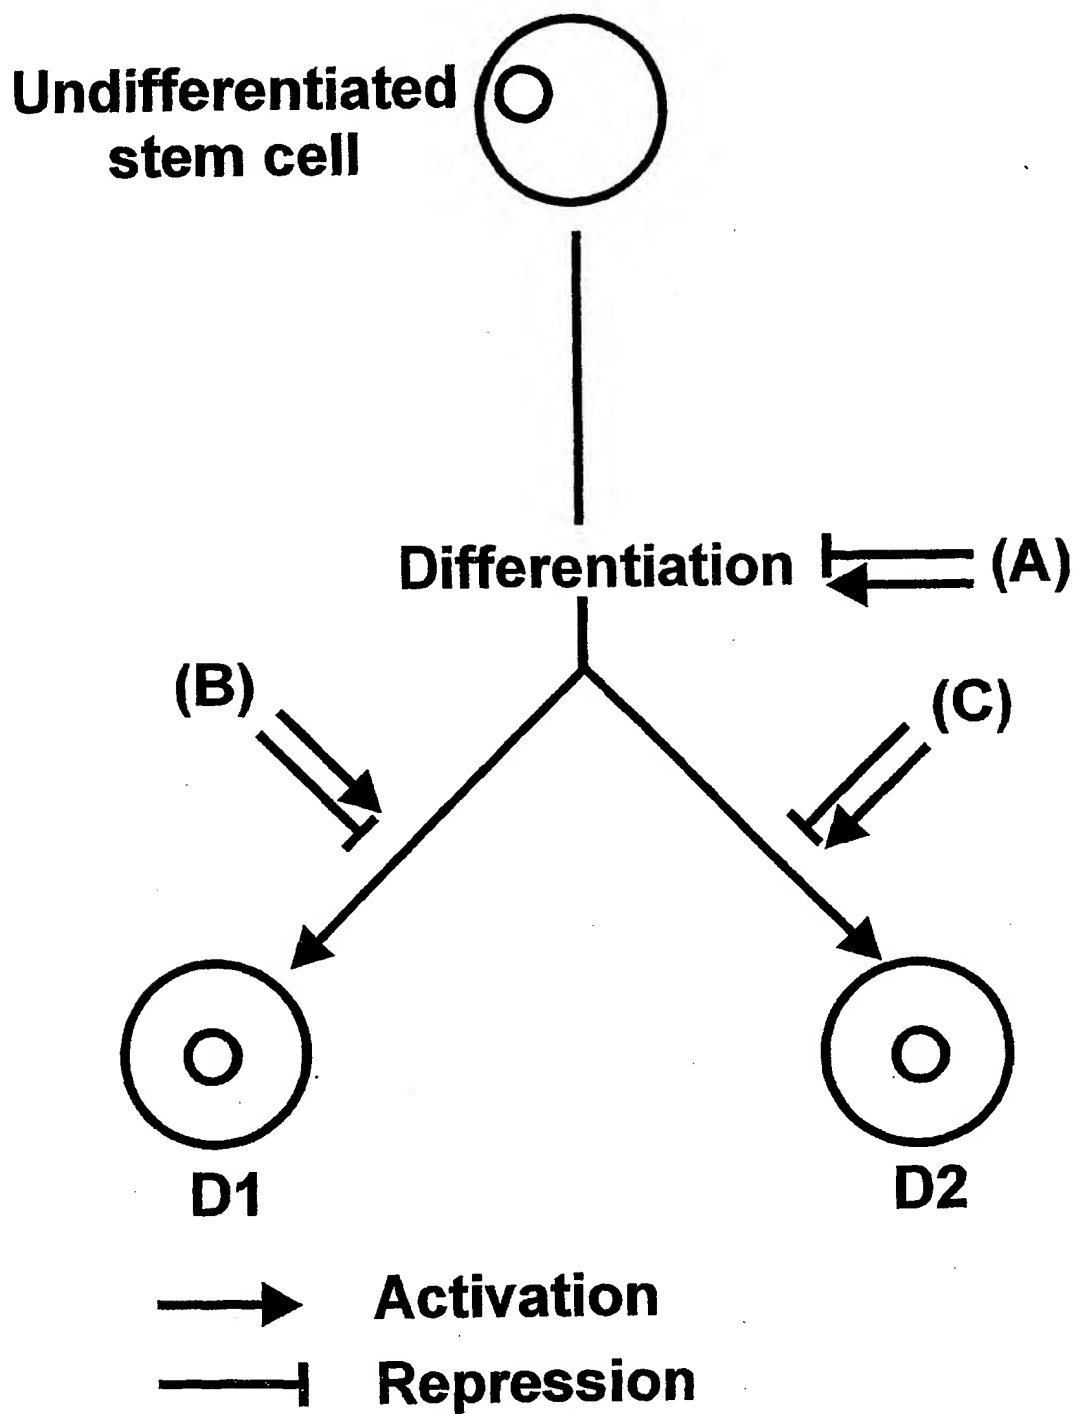 Undifferentiated
stem cell
Differentiation
(A)
(B)
(C)
D1
D2
Activation
Repression